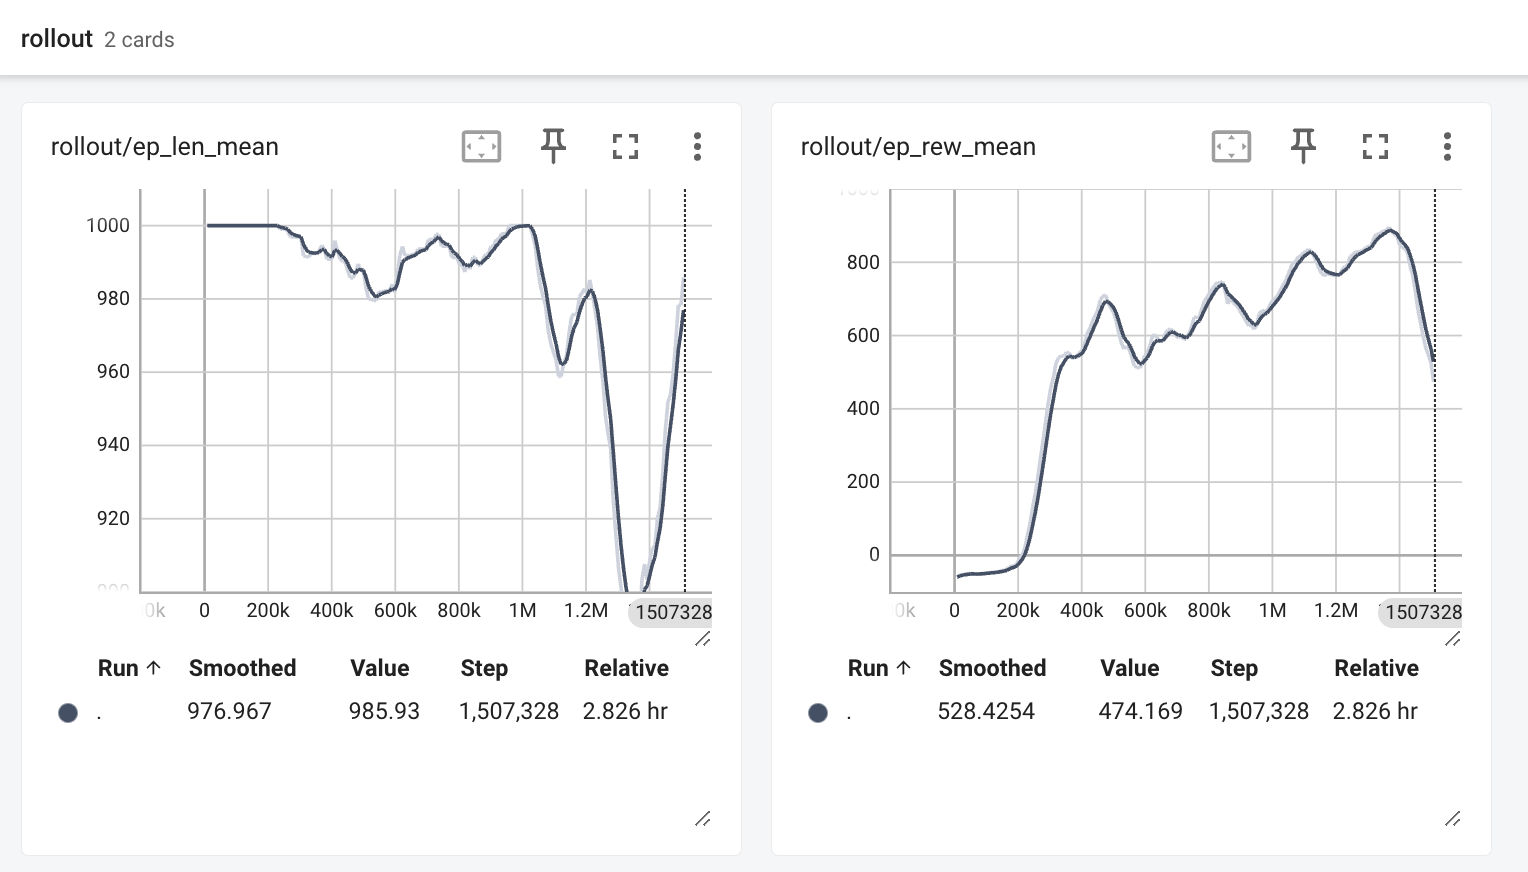 rollout 2 cards
rollout/ep_len_mean
1000
980
960
940
920
900
0k 0 200k 400k 600k 800k 1M 1.2M 1507328
Run ↑ Smoothed Value Step Relative
. 976.967 985.93 1,507,328 2.826 hr
rollout/ep_rew_mean
1000
800
600
400
200
0
0k 0 200k 400k 600k 800k 1M 1.2M 1507328
Run ↑ Smoothed Value Step Relative
. 528.4254 474.169 1,507,328 2.826 hr